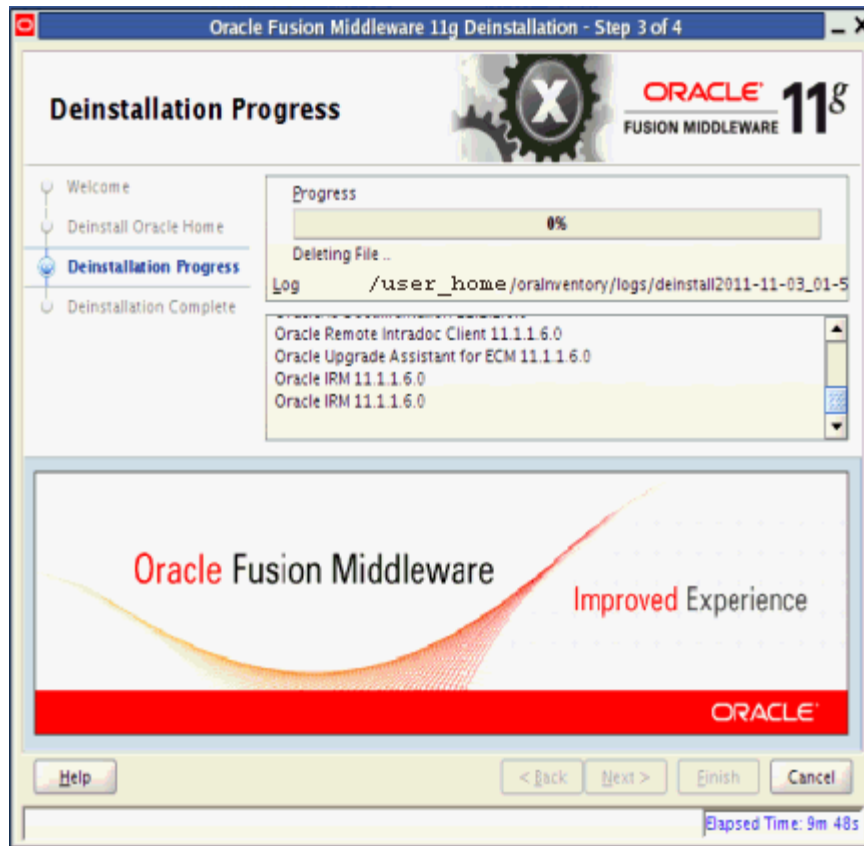 Oracle Fusion Middleware 11g Deinstallation - Step 3 of 4
Deinstallation Progress
X
ORACLE
FUSION MIDDLEWARE
11g
Welcome
Deinstall Oracle Home
Deinstallation Progress
Deinstallation Complete
Progress
0%
Deleting File ..
Log /user_home/oraInventory/logs/deinstall2011-11-03_01-5
Oracle Remote Intradoc Client 11.1.1.6.0
Oracle Upgrade Assistant for ECM 11.1.1.6.0
Oracle IRM 11.1.1.6.0
Oracle IRM 11.1.1.6.0
Oracle Fusion Middleware
Improved Experience
ORACLE
Help
< Back
Next >
Finish
Cancel
Elapsed Time: 9m 48s